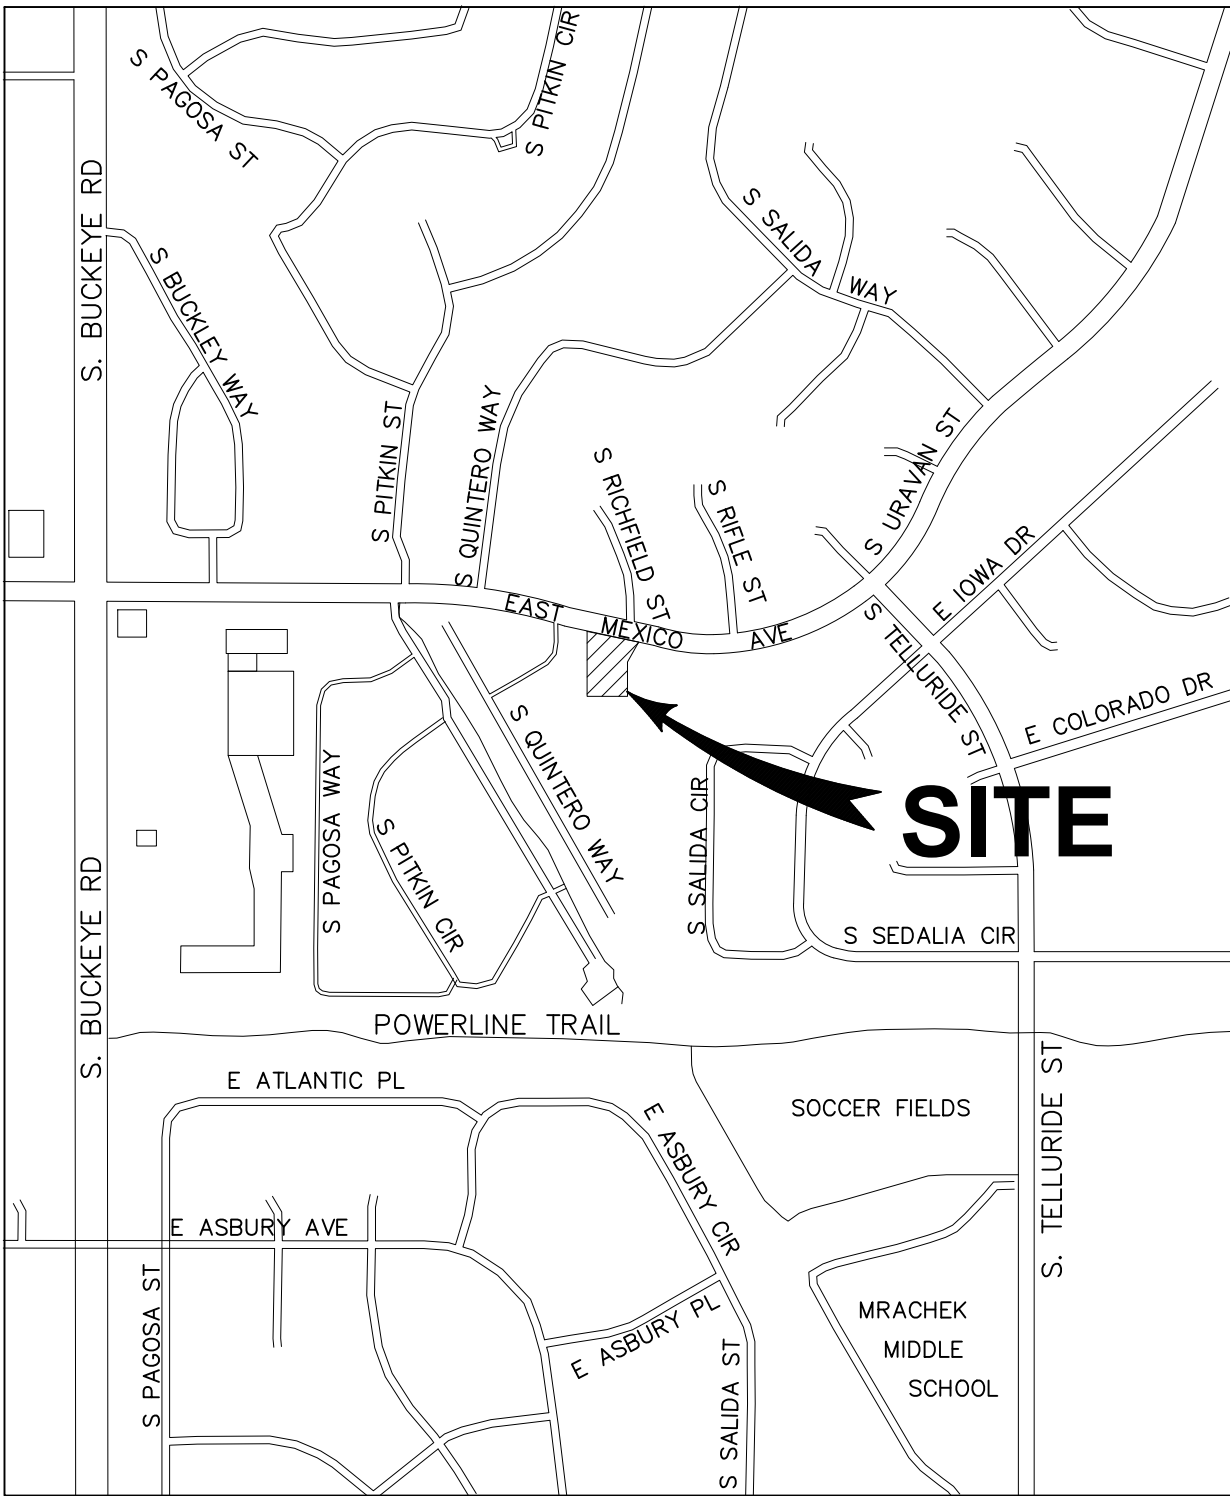 S PAGOSA ST
S PITKIN CIR
S. BUCKEYE RD
S BUCKLEY WAY
S SALIDA WAY
S PITKIN ST
S QUINTERO WAY
S RICHFIELD ST
S RIFLE ST
S URAVAN ST
E IOWA DR
EAST MEXICO AVE
S TELLURIDE ST
E COLORADO DR
S PAGOSA WAY
S PITKIN CIR
S QUINTERO WAY
S SALIDA CIR
SITE
S. BUCKEYE RD
S SEDALIA CIR
POWERLINE TRAIL
E ATLANTIC PL
SOCCER FIELDS
E ASBURY CIR
S. TELLURIDE ST
E ASBURY AVE
S PAGOSA ST
E ASBURY PL
S SALIDA ST
MRACHEK
MIDDLE
SCHOOL